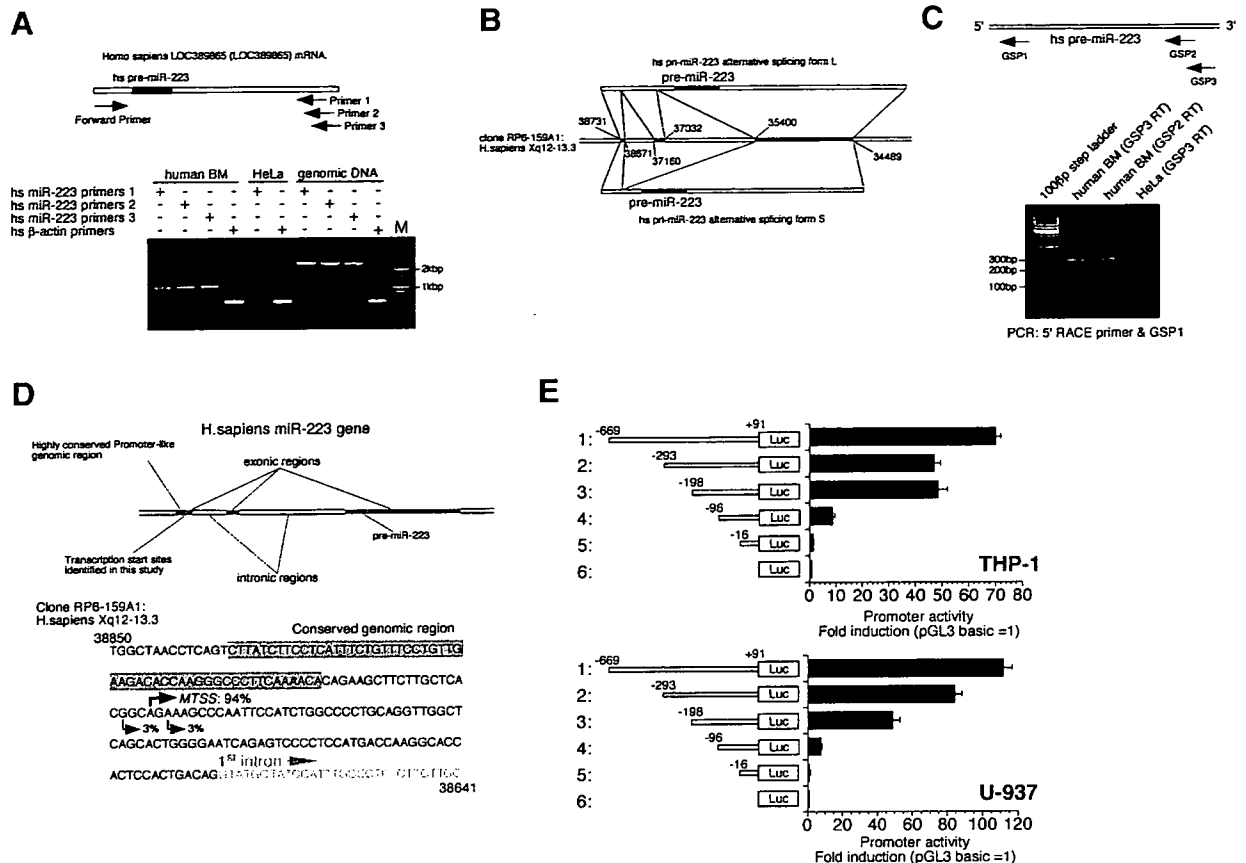 A
Homo sapiens LOC389865 (LOC389865) mRNA.
hs pre-miR-223
Forward Primer
Primer 1
Primer 2
Primer 3
human BM HeLa genomic DNA
hs miR-223 primers 1 + - - - + - + - - -
hs miR-223 primers 2 - + - - - - - + - -
hs miR-223 primers 3 - - + - - - - - + -
hs β-actin primers - - - + - + - - - + M
2kbp
1kbp
B
hs pri-miR-223 alternative splicing form L
pre-miR-223
38731
37032
35400
clone RP6-159A1:
H.sapiens Xq12-13.3
38671
37160
34489
pre-miR-223
hs pri-miR-223 alternative splicing form S
C
5' 3'
hs pre-miR-223
GSP1
GSP2
GSP3
100bp step ladder
human BM (GSP3 RT)
human BM (GSP2 RT)
HeLa (GSP3 RT)
300bp
200bp
100bp
PCR: 5' RACE primer & GSP1
D
H.sapiens miR-223 gene
Highly conserved Promoter-like
genomic region
exonic regions
pre-miR-223
Transcription start sites
identified in this study
intronic regions
Clone RP6-159A1:
H.sapiens Xq12-13.3
38850
Conserved genomic region
TGGCTAACCTCAGTCTTATCTTCCTCATTTCTGTTTCCTGTTG
AAGACACCAAGGGCCCTTCAAAACACAGAAGCTTCTTGCTCA
MTSS: 94%
CGGCAGAAAGCCCAATTCCATCTGGCCCCTGCAGGTTGGCT
3% 3%
CAGCACTGGGGAATCAGAGTCCCCTCCATGACCAAGGCACC
1ST intron
ACTCCACTGACAG
38641
E
1: -669 +91 Luc
2: -293 Luc
3: -198 Luc
4: -96 Luc
5: -16 Luc
6: Luc
THP-1
0 10 20 30 40 50 60 70 80
Promoter activity
Fold induction (pGL3 basic =1)
1: -669 +91 Luc
2: -293 Luc
3: -198 Luc
4: -96 Luc
5: -16 Luc
6: Luc
U-937
0 20 40 60 80 100 120
Promoter activity
Fold induction (pGL3 basic =1)